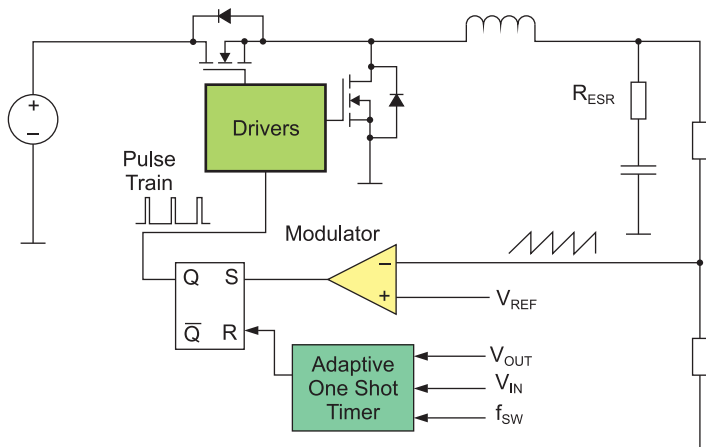 R_ESR
Drivers
Pulse
Train
Modulator
+
−
−
+
Q S
Q̅ R
V_REF
Adaptive
One Shot
Timer
V_OUT
V_IN
f_SW